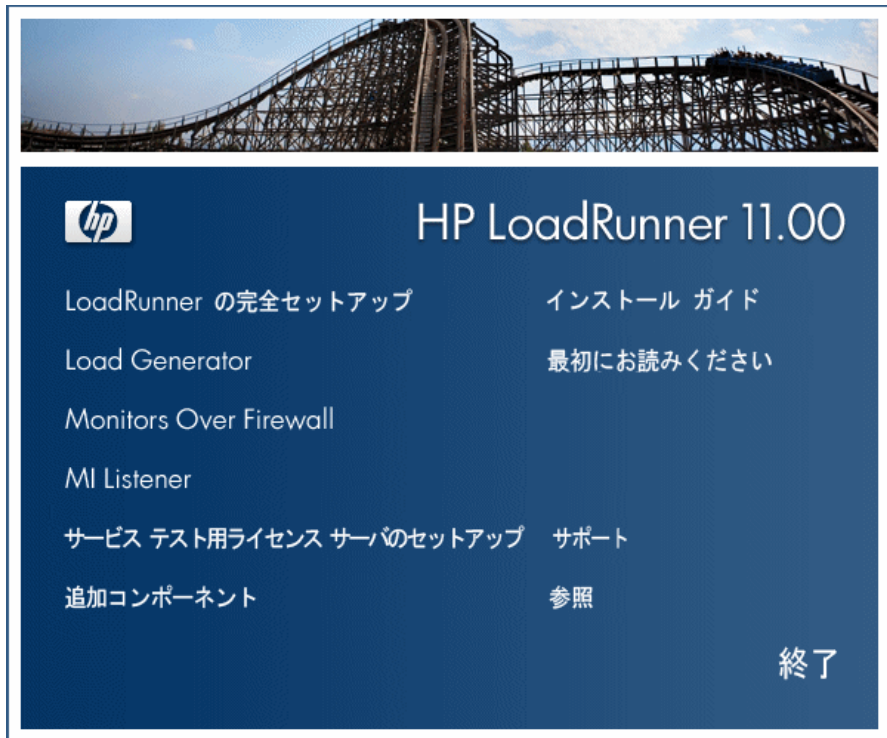 hp
HP LoadRunner 11.00
LoadRunner の完全セットアップ
インストール ガイド
Load Generator
最初にお読みください
Monitors Over Firewall
MI Listener
サービス テスト用ライセンス サーバのセットアップ
サポート
追加コンポーネント
参照
終了